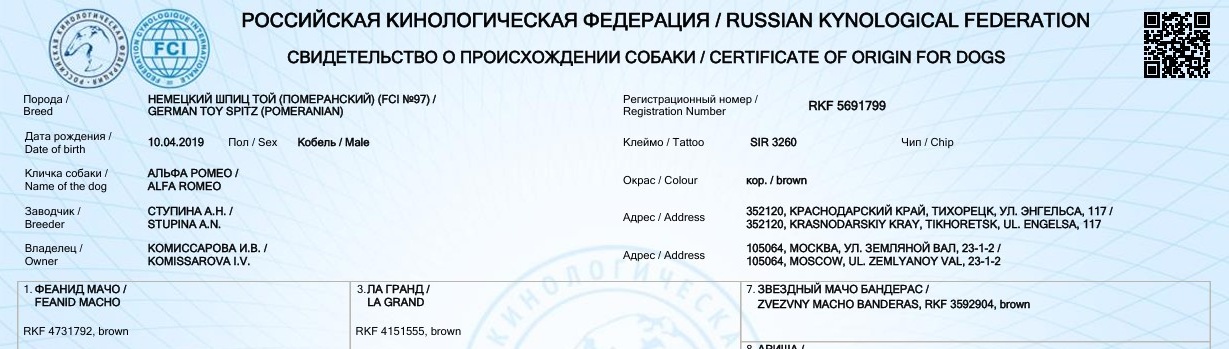 РОССИЙСКАЯ КИНОЛОГИЧЕСКАЯ ФЕДЕРАЦИЯ / RUSSIAN KYNOLOGICAL FEDERATION
FCI
СВИДЕТЕЛЬСТВО О ПРОИСХОЖДЕНИИ СОБАКИ / CERTIFICATE OF ORIGIN FOR DOGS
Порода / НЕМЕЦКИЙ ШПИЦ ТОЙ (ПОМЕРАНСКИЙ) (FCI №97) / Регистрационный номер / RKF 5691799
Breed GERMAN TOY SPITZ (POMERANIAN) Registration Number
Дата рождения / 10.04.2019 Пол / Sex Кобель / Male Клеймо / Tattoo SIR 3260 Чип / Chip
Date of birth
Кличка собаки / АЛЬФА РОМЕО / Окрас / Colour кор. / brown
Name of the dog ALFA ROMEO
Заводчик / СТУПИНА А.Н. / Адрес / Address 352120, КРАСНОДАРСКИЙ КРАЙ, ТИХОРЕЦК, УЛ. ЭНГЕЛЬСА, 117 /
Breeder STUPINA A.N. 352120, KRASNODARSKIY KRAY, TIKHORETSK, UL. ENGELSA, 117
Владелец / КОМИССАРОВА И.В. / Адрес / Address 105064, МОСКВА, УЛ. ЗЕМЛЯНОЙ ВАЛ, 23-1-2 /
Owner KOMISSAROVA I.V. 105064, MOSCOW, UL. ZEMLYANOY VAL, 23-1-2
1. ФЕАНИД МАЧО / 3. ЛА ГРАНД / 7. ЗВЕЗДНЫЙ МАЧО БАНДЕРАС /
FEANID MACHO LA GRAND ZVEZVNY MACHO BANDERAS, RKF 3592904, brown
RKF 4731792, brown RKF 4151555, brown